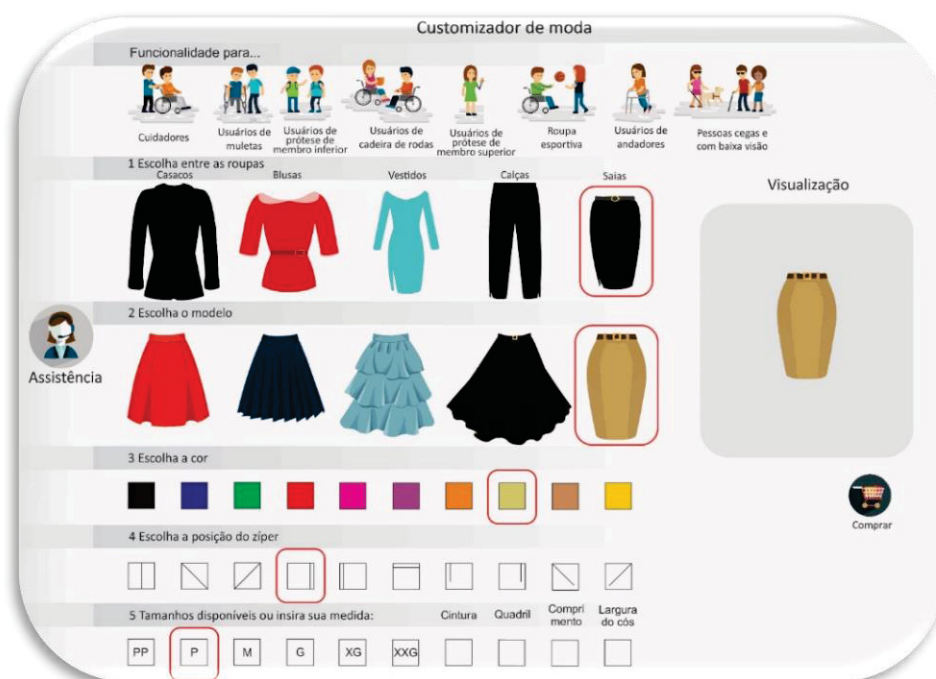 Customizador de moda
Funcionalidade para...
Cuidadores
Usuários de
muletas
Usuários de
prótese de
membro inferior
Usuários de
cadeira de rodas
Usuários de
prótese de
membro superior
Roupa
esportiva
Usuários de
andadores
Pessoas cegas e
com baixa visão
1 Escolha entre as roupas
Casacos
Blusas
Vestidos
Calças
Saias
Visualização
2 Escolha o modelo
Assistência
3 Escolha a cor
Comprar
4 Escolha a posição do zíper
5 Tamanhos disponíveis ou insira sua medida:
Cintura
Quadril
Compri
mento
Largura
do cós
PP
P
M
G
XG
XXG